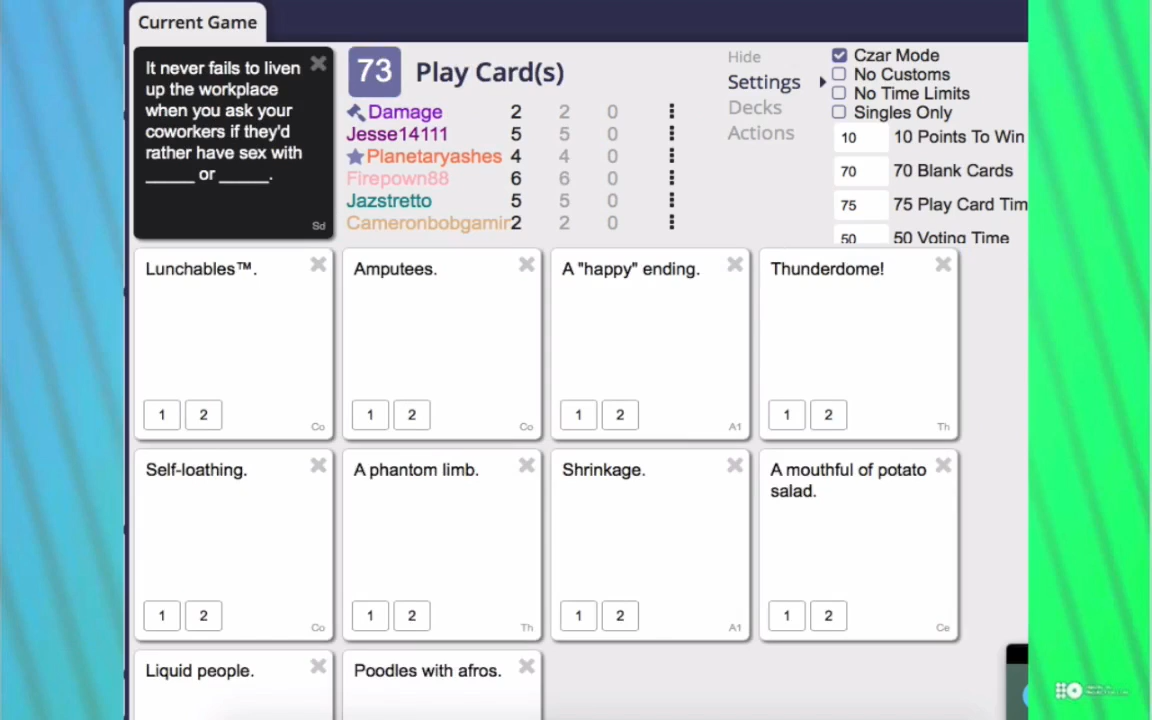 Current Game
It never fails to liven
up the workplace
when you ask your
coworkers if they'd
rather have sex with
_____ or _____.
Sd
73 Play Card(s)
Damage 2 2 0
Jesse14111 5 5 0
Planetaryashes 4 4 0
Firepown88 6 6 0
Jazstretto 5 5 0
Cameronbobgamin 2 2 0
Hide
Settings
Decks
Actions
Czar Mode
No Customs
No Time Limits
Singles Only
10 10 Points To Win
70 70 Blank Cards
75 75 Play Card Tim
50 50 Voting Time
Lunchables™.
1 2 Co
Amputees.
1 2 Co
A "happy" ending.
1 2 A1
Thunderdome!
1 2 Th
Self-loathing.
1 2 Co
A phantom limb.
1 2 Th
Shrinkage.
1 2 A1
A mouthful of potato
salad.
1 2 Ce
Liquid people.
Poodles with afros.